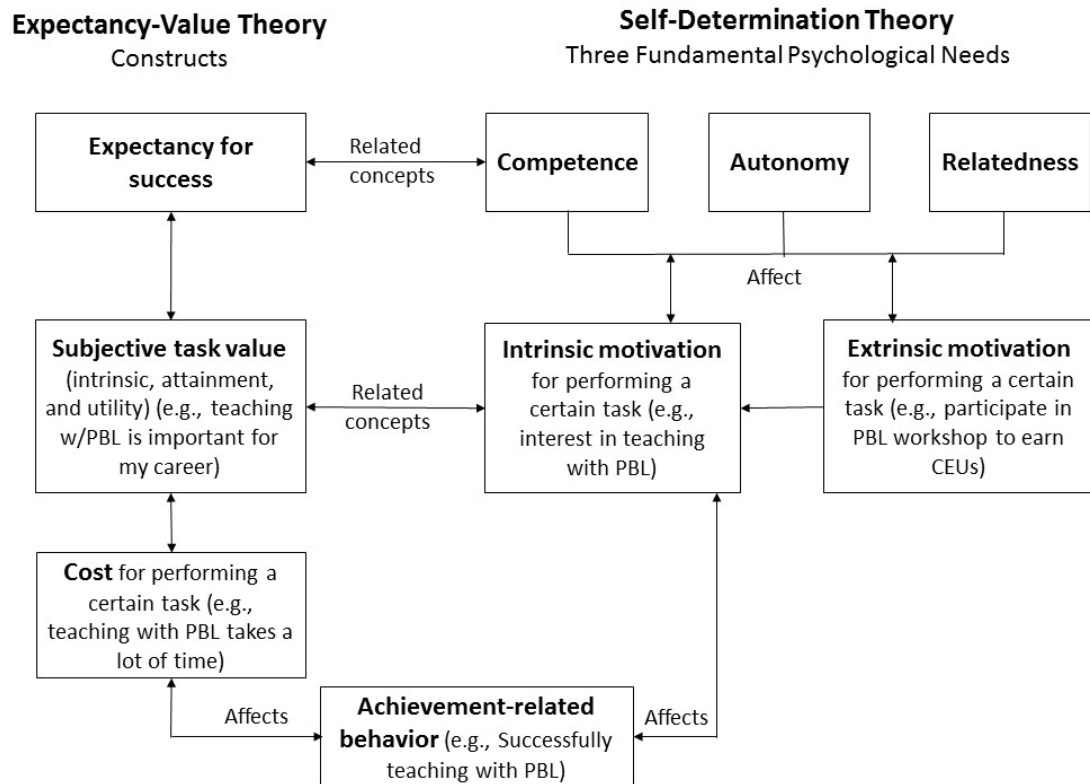 Expectancy-Value Theory
Constructs
Self-Determination Theory
Three Fundamental Psychological Needs
Expectancy for
success
Related
concepts
Competence
Autonomy
Relatedness
Affect
Subjective task value
(intrinsic, attainment,
and utility) (e.g., teaching
w/PBL is important for
my career)
Related
concepts
Intrinsic motivation
for performing a
certain task (e.g.,
interest in teaching
with PBL)
Extrinsic motivation
for performing a certain
task (e.g., participate in
PBL workshop to earn
CEUs)
Cost for performing a
certain task (e.g.,
teaching with PBL takes a
lot of time)
Affects
Achievement-related
behavior (e.g., Successfully
teaching with PBL)
Affects